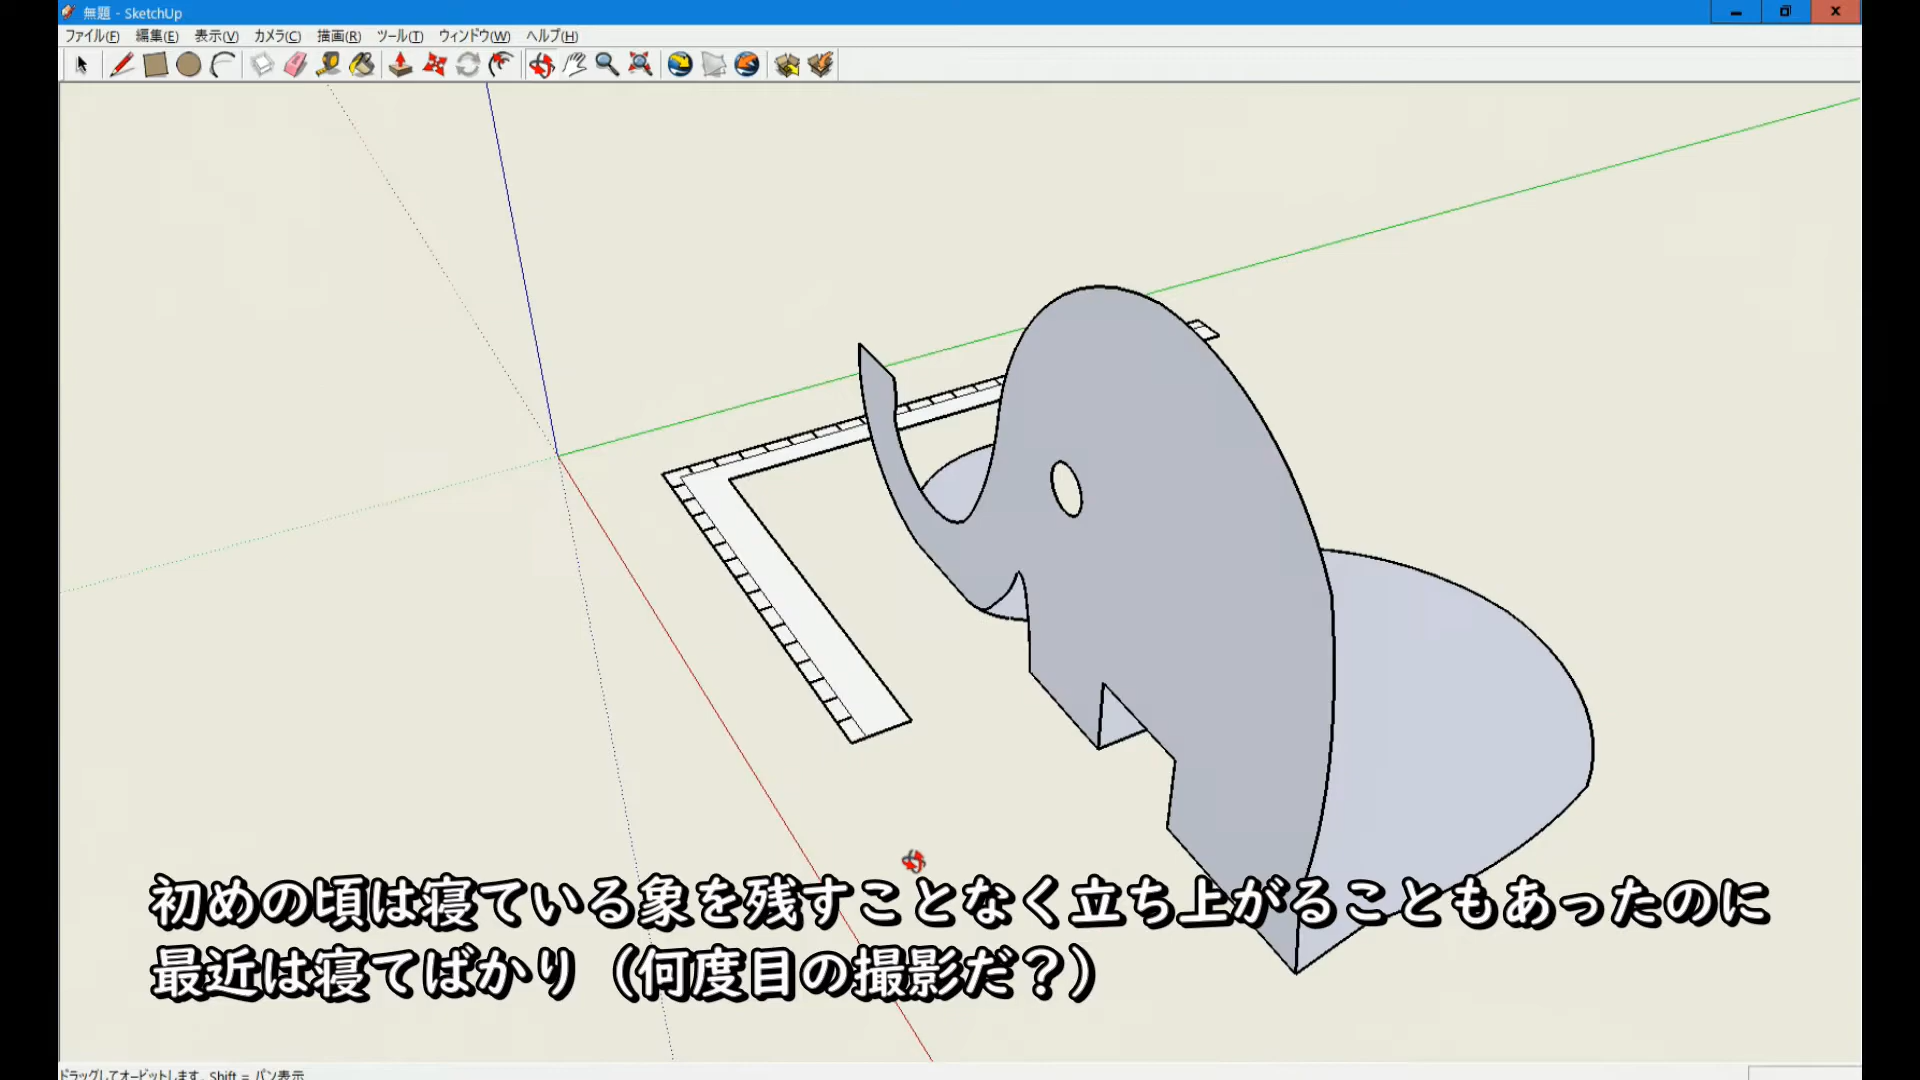 無題 - SketchUp
ファイル(F) 編集(E) 表示(V) カメラ(C) 描画(R) ツール(T) ウィンドウ(W) ヘルプ(H)
初めの頃は寝ている象を残すことなく立ち上がることもあったのに
最近は寝てばかり（何度目の撮影だ？）
ドラッグしてオービットします。Shift = パン表示